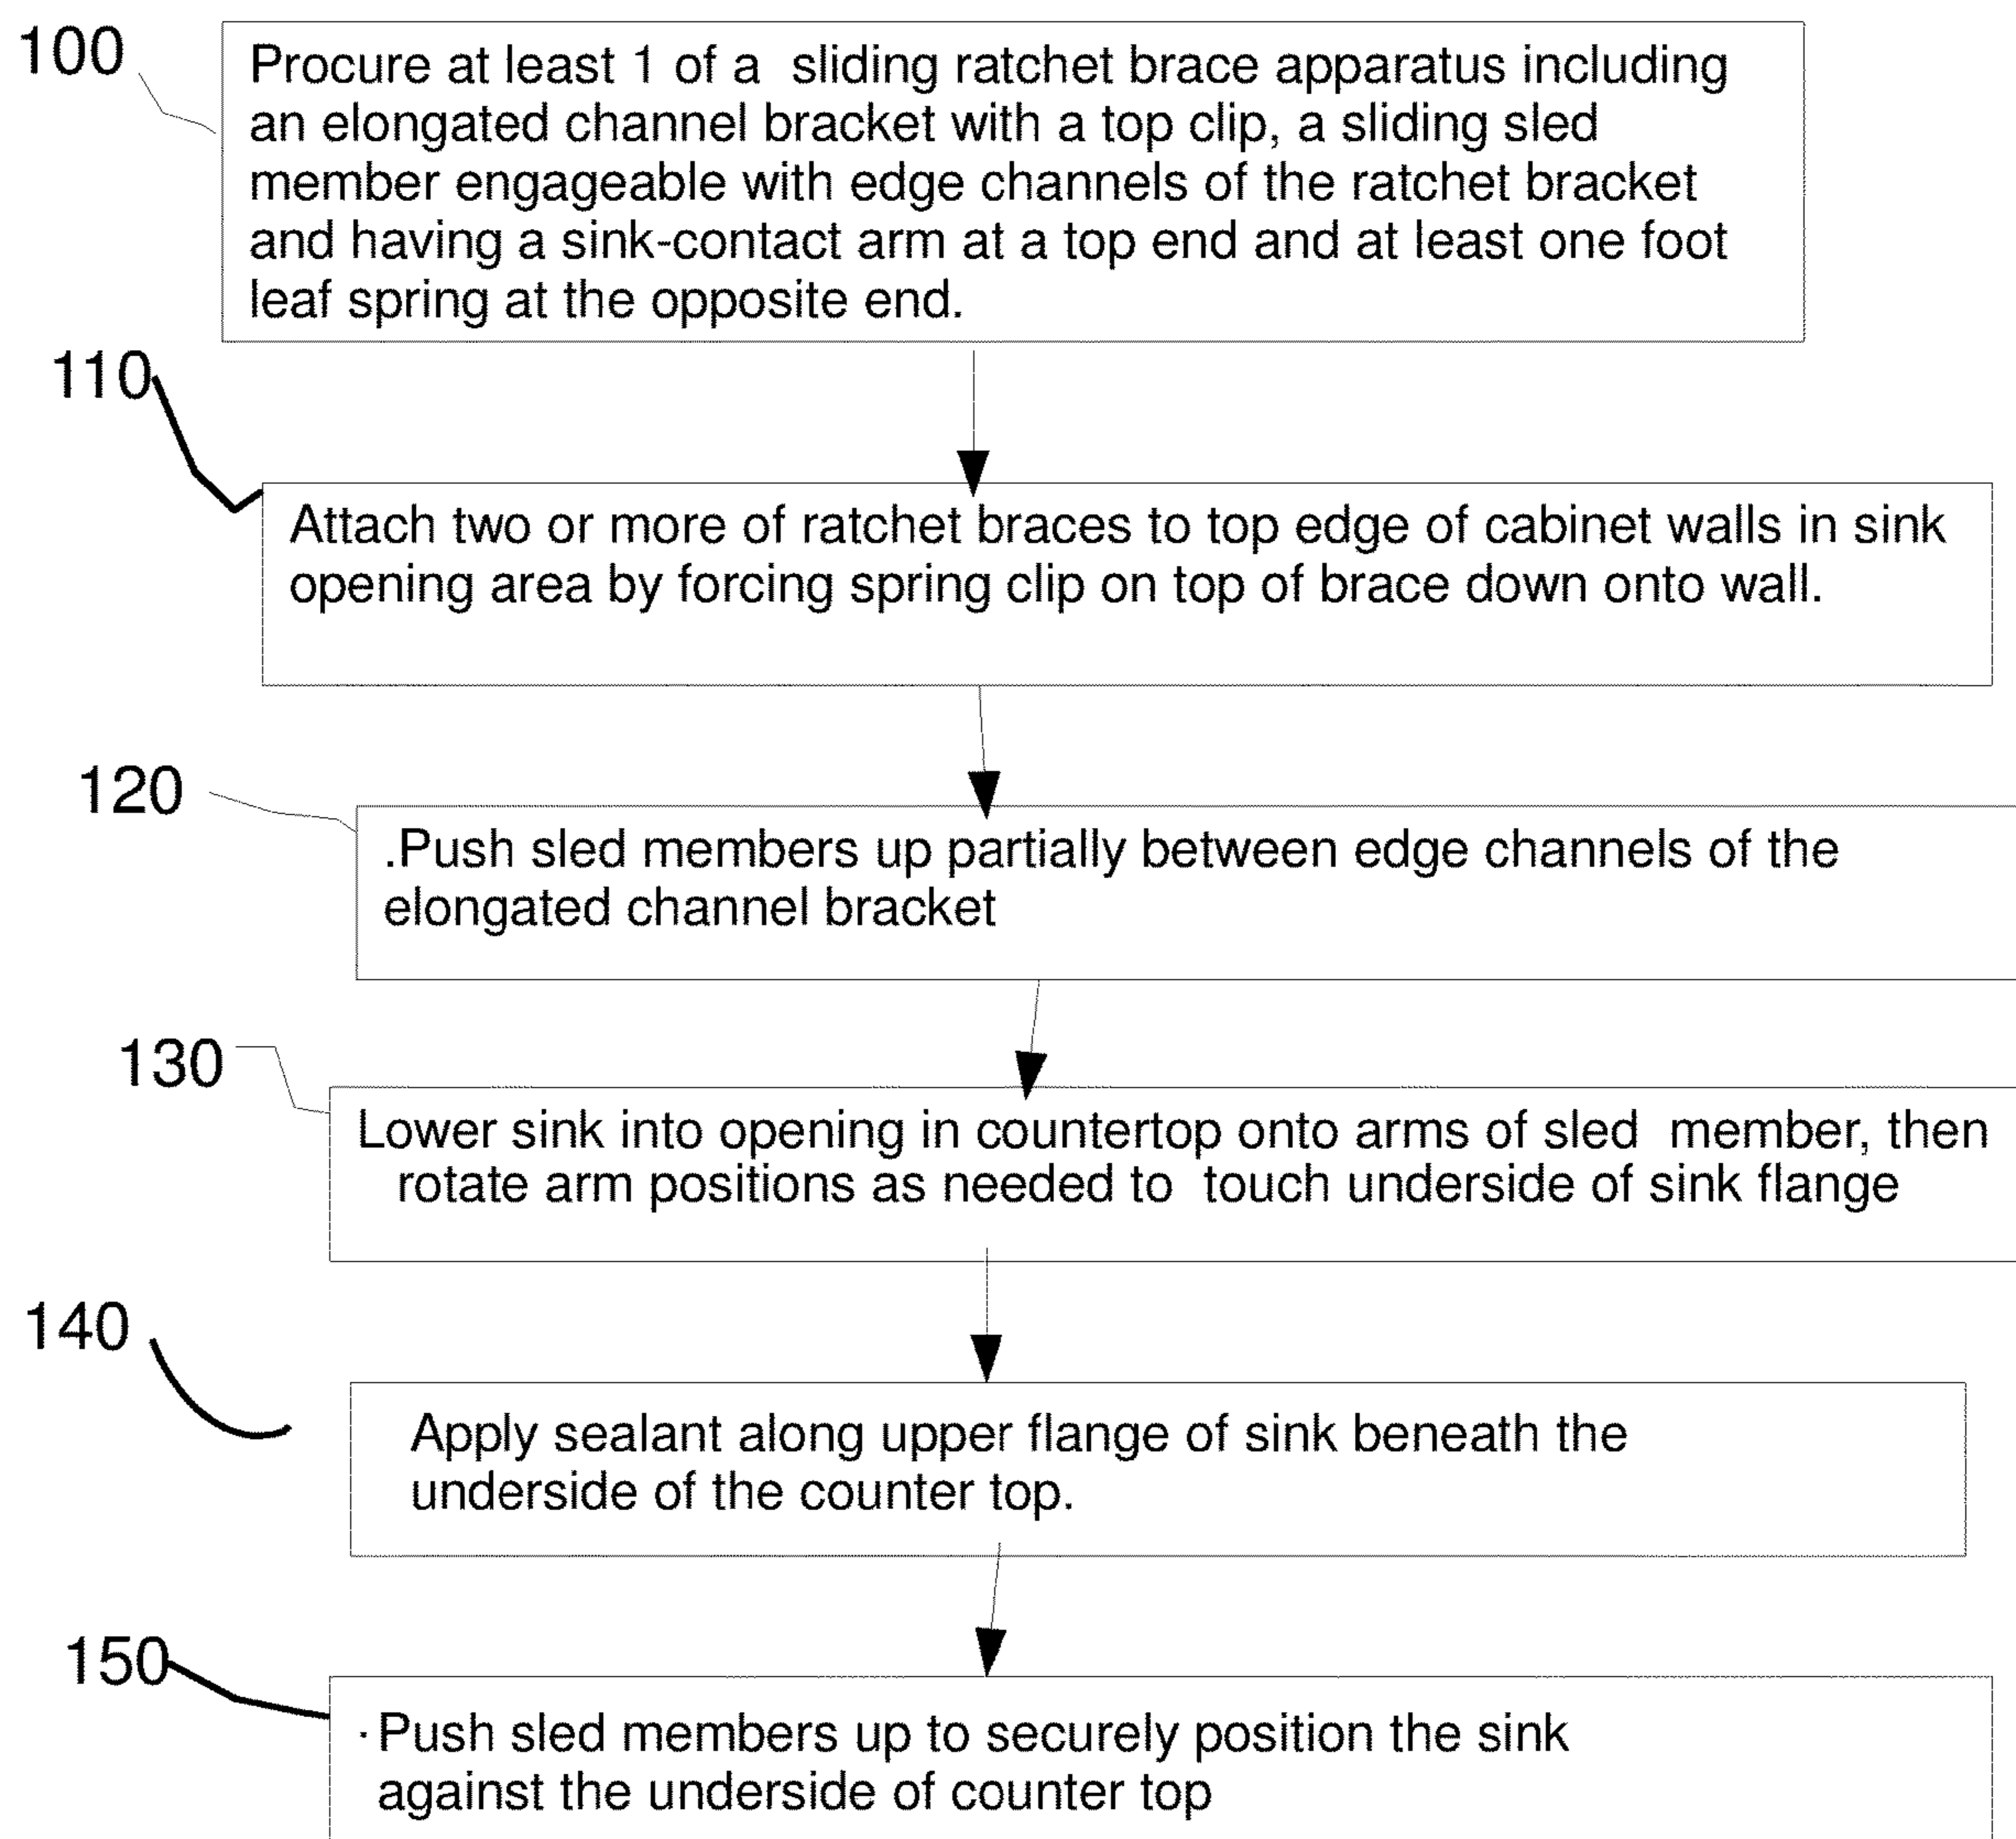 100
Procure at least 1 of a sliding ratchet brace apparatus including
an elongated channel bracket with a top clip, a sliding sled
member engageable with edge channels of the ratchet bracket
and having a sink-contact arm at a top end and at least one foot
leaf spring at the opposite end.
110
Attach two or more of ratchet braces to top edge of cabinet walls in sink
opening area by forcing spring clip on top of brace down onto wall.
120
.Push sled members up partially between edge channels of the
elongated channel bracket
130
Lower sink into opening in countertop onto arms of sled member, then
rotate arm positions as needed to touch underside of sink flange
140
Apply sealant along upper flange of sink beneath the
underside of the counter top.
150
·Push sled members up to securely position the sink
against the underside of counter top